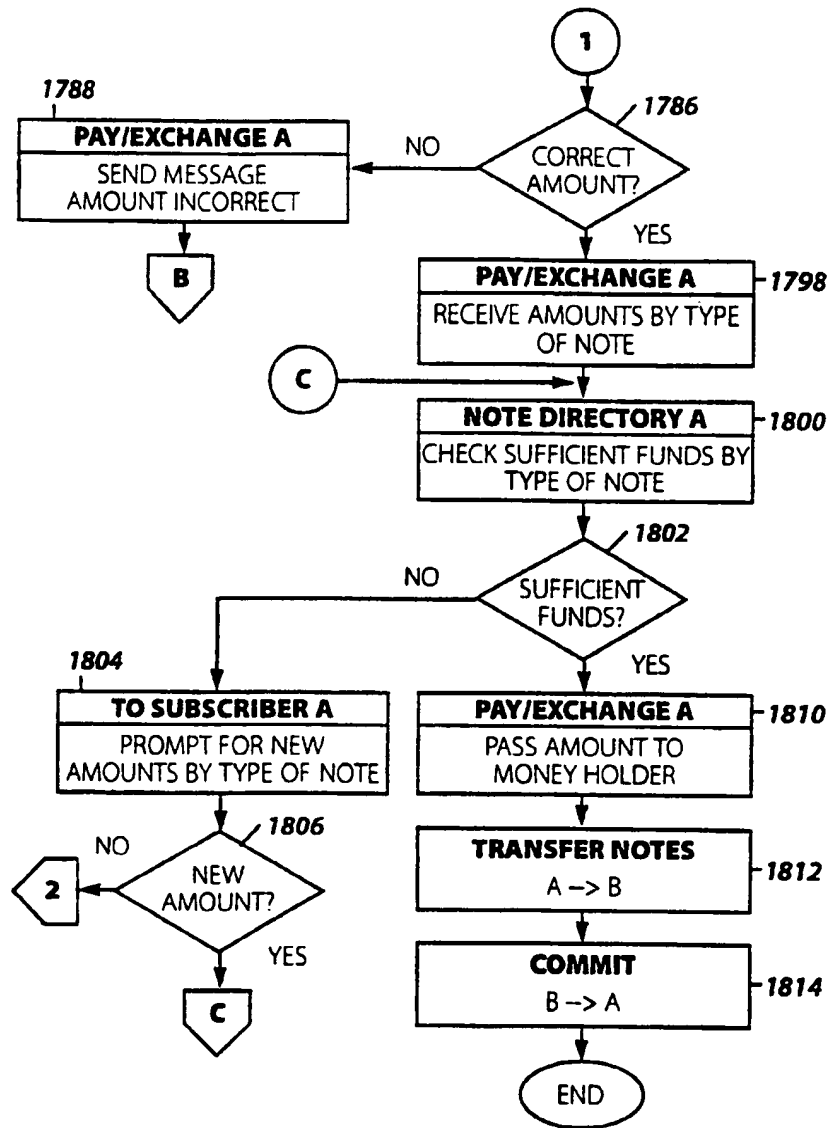 1
1788
1786
PAY/EXCHANGE A
NO
CORRECT
AMOUNT?
SEND MESSAGE
AMOUNT INCORRECT
YES
B
PAY/EXCHANGE A
1798
RECEIVE AMOUNTS BY TYPE
OF NOTE
C
NOTE DIRECTORY A
1800
CHECK SUFFICIENT FUNDS BY
TYPE OF NOTE
1802
NO
SUFFICIENT
FUNDS?
YES
1804
TO SUBSCRIBER A
PROMPT FOR NEW
AMOUNTS BY TYPE OF NOTE
PAY/EXCHANGE A
1810
PASS AMOUNT TO
MONEY HOLDER
1806
NO
2
NEW
AMOUNT?
YES
C
TRANSFER NOTES
A --> B
1812
COMMIT
B --> A
1814
END